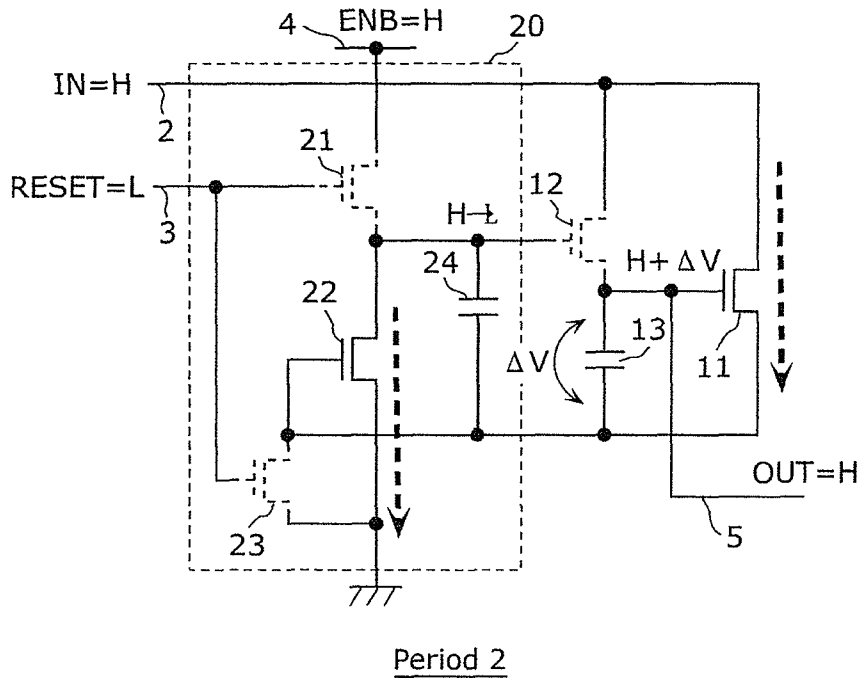 4
ENB=H
20
IN=H
2
21
RESET=L
3
12
H→L
H+ΔV
24
22
ΔV
13
11
OUT=H
23
5
Period 2